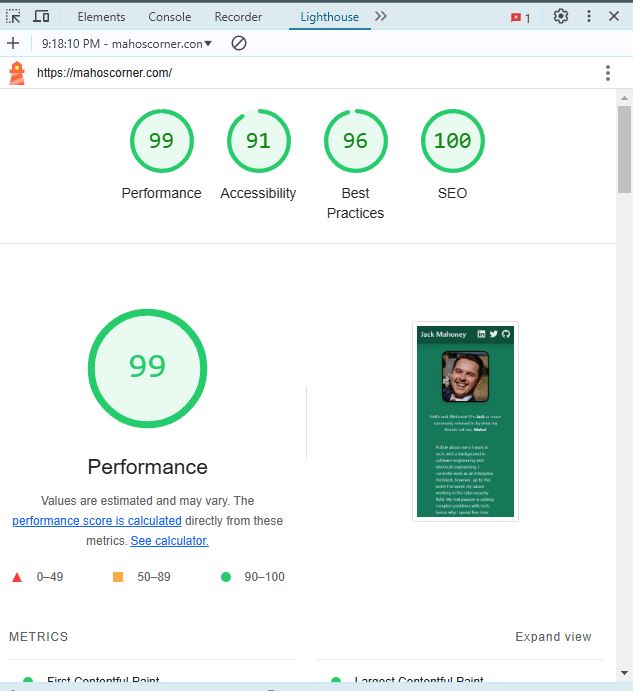 Elements Console Recorder Lighthouse 1
9:18:10 PM - mahoscorner.con
https://mahoscorner.com/
99 91 96 100
Performance Accessibility Best Practices SEO
99
Performance
Values are estimated and may vary. The
performance score is calculated directly from these
metrics. See calculator.
0–49 50–89 90–100
Jack Mahoney
Hello and Welcome! I'm Jack or more
commonly referred to by what my
friends call me, Maho!
A little about me is I work in
tech, with a background in
software engineering and
electrical engineering. I
currently work as an Enterprise
Architect, however, up to this
point I've spent my career
working in the cybersecurity
field. My real passion is solving
complex problems with tech,
hence why I spend free time
METRICS Expand view
First Contentful Paint Largest Contentful Paint